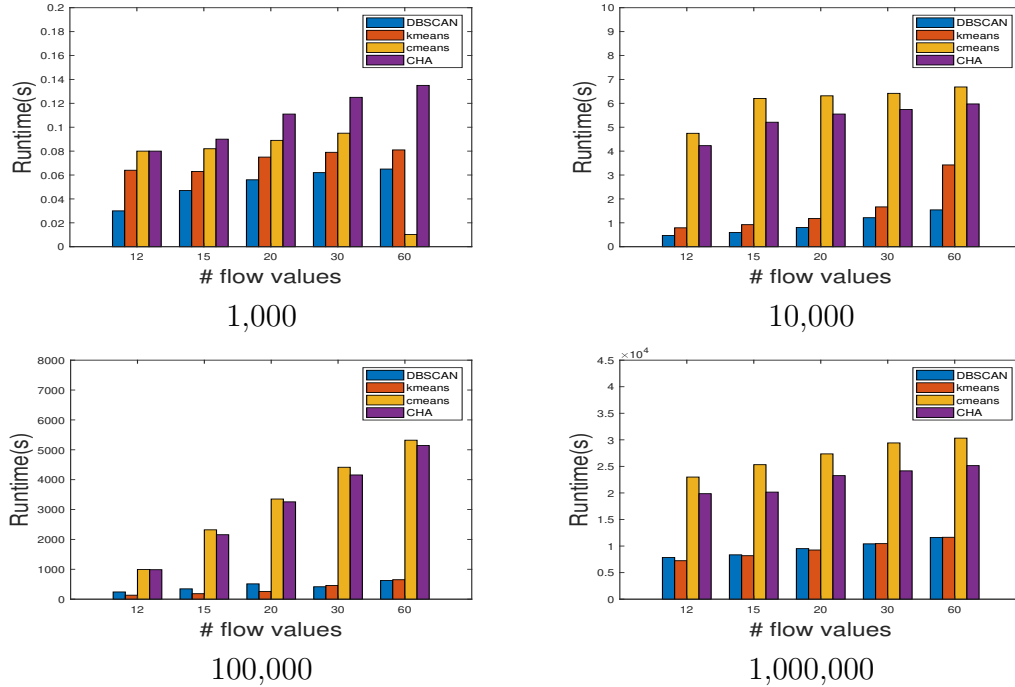 0.2
0.18
0.16
0.14
0.12
0.1
0.08
0.06
0.04
0.02
0
Runtime(s)
DBSCAN
kmeans
cmeans
CHA
12 15 20 30 60
# flow values
1,000
10
9
8
7
6
5
4
3
2
1
0
Runtime(s)
DBSCAN
kmeans
cmeans
CHA
12 15 20 30 60
# flow values
10,000
8000
7000
6000
5000
4000
3000
2000
1000
0
Runtime(s)
DBSCAN
kmeans
cmeans
CHA
12 15 20 30 60
# flow values
100,000
×10⁴
4.5
4
3.5
3
2.5
2
1.5
1
0.5
0
Runtime(s)
DBSCAN
kmeans
cmeans
CHA
12 15 20 30 60
# flow values
1,000,000